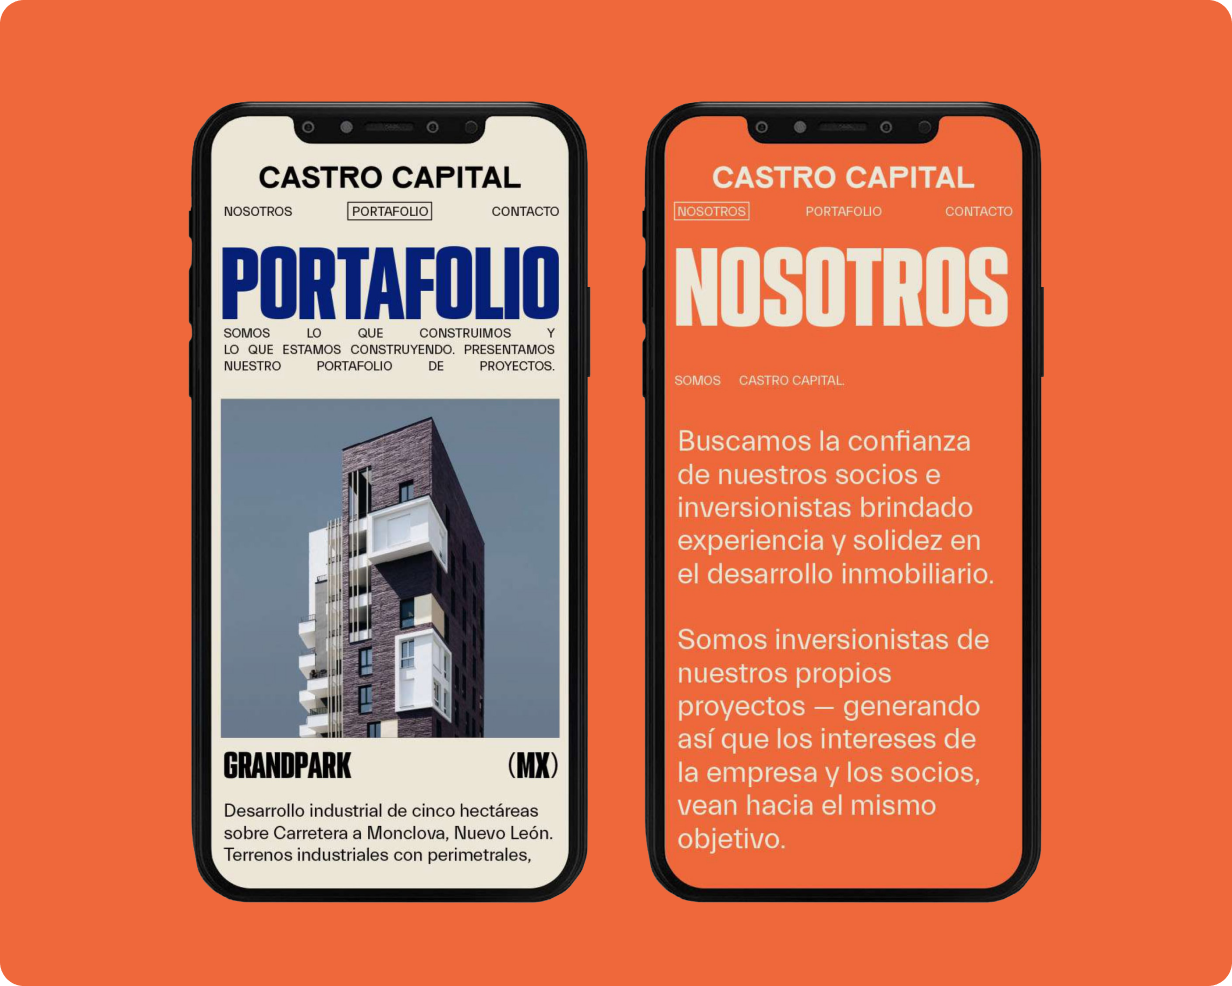 CASTRO CAPITAL
NOSOTROS PORTAFOLIO CONTACTO
PORTAFOLIO
SOMOS LO QUE CONSTRUIMOS Y
LO QUE ESTAMOS CONSTRUYENDO. PRESENTAMOS
NUESTRO PORTAFOLIO DE PROYECTOS.
GRANDPARK (MX)
Desarrollo industrial de cinco hectáreas
sobre Carretera a Monclova, Nuevo León.
Terrenos industriales con perimetrales,
CASTRO CAPITAL
NOSOTROS PORTAFOLIO CONTACTO
NOSOTROS
SOMOS CASTRO CAPITAL.
Buscamos la confianza
de nuestros socios e
inversionistas brindado
experiencia y solidez en
el desarrollo inmobiliario.
Somos inversionistas de
nuestros propios
proyectos — generando
así que los intereses de
la empresa y los socios,
vean hacia el mismo
objetivo.